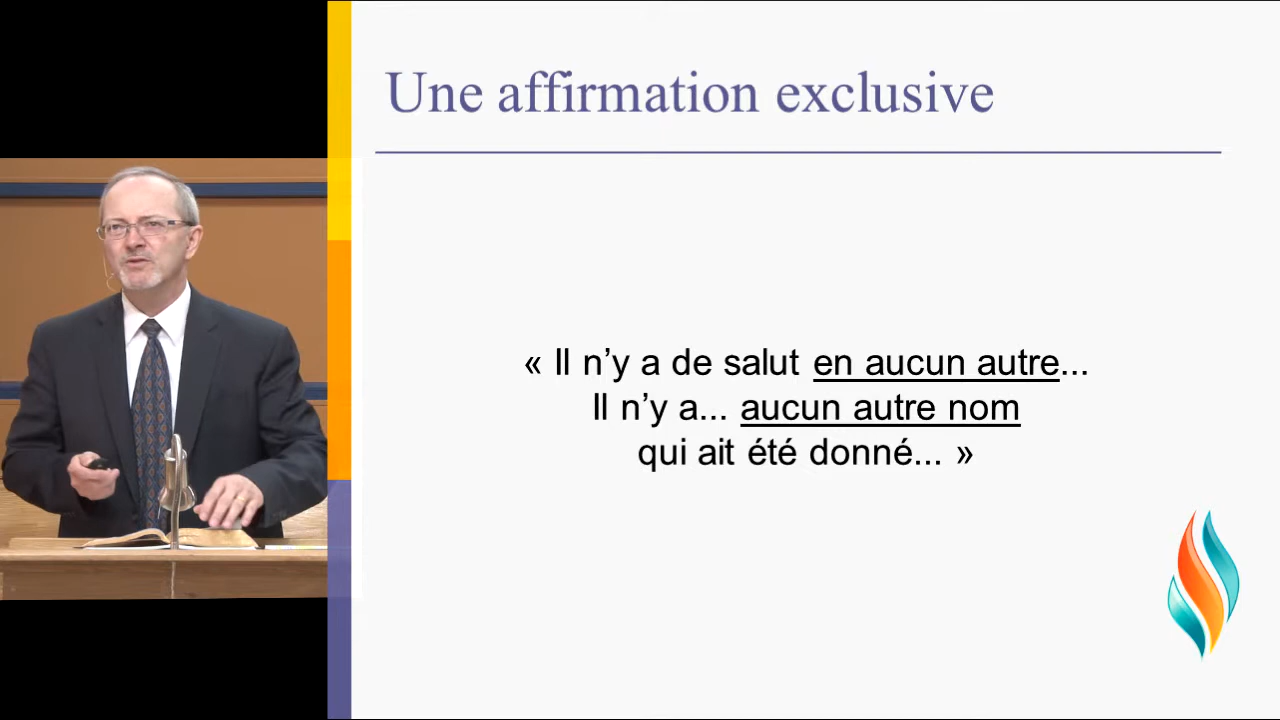 Une affirmation exclusive
« Il n’y a de salut en aucun autre...
Il n’y a... aucun autre nom
qui ait été donné... »